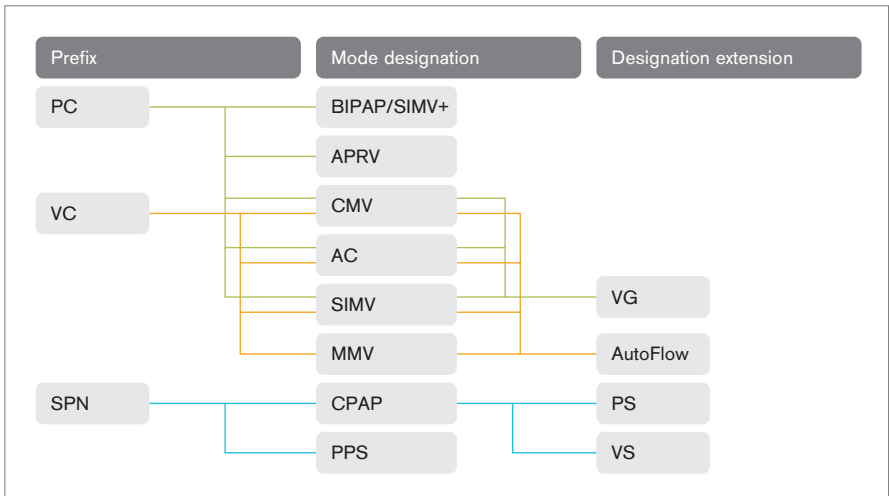 Prefix Mode designation Designation extension
PC BIPAP/SIMV+
APRV
VC CMV
AC
SIMV VG
MMV AutoFlow
SPN CPAP PS
PPS VS